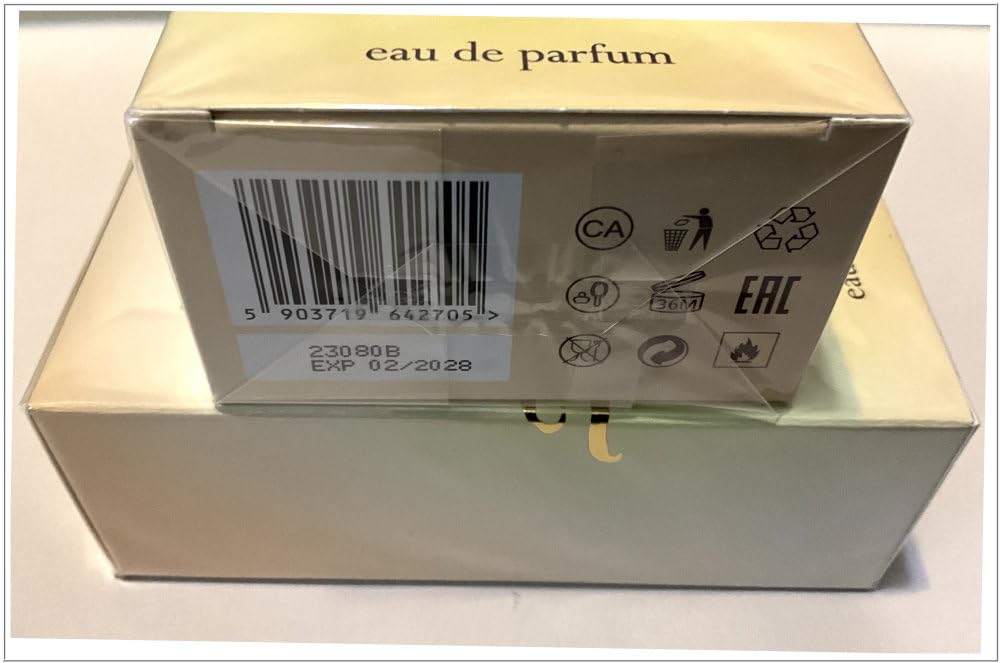 eau de parfum
5 903719 642705 >
23080B
EXP 02/2028
CA
36M
EAC
eau